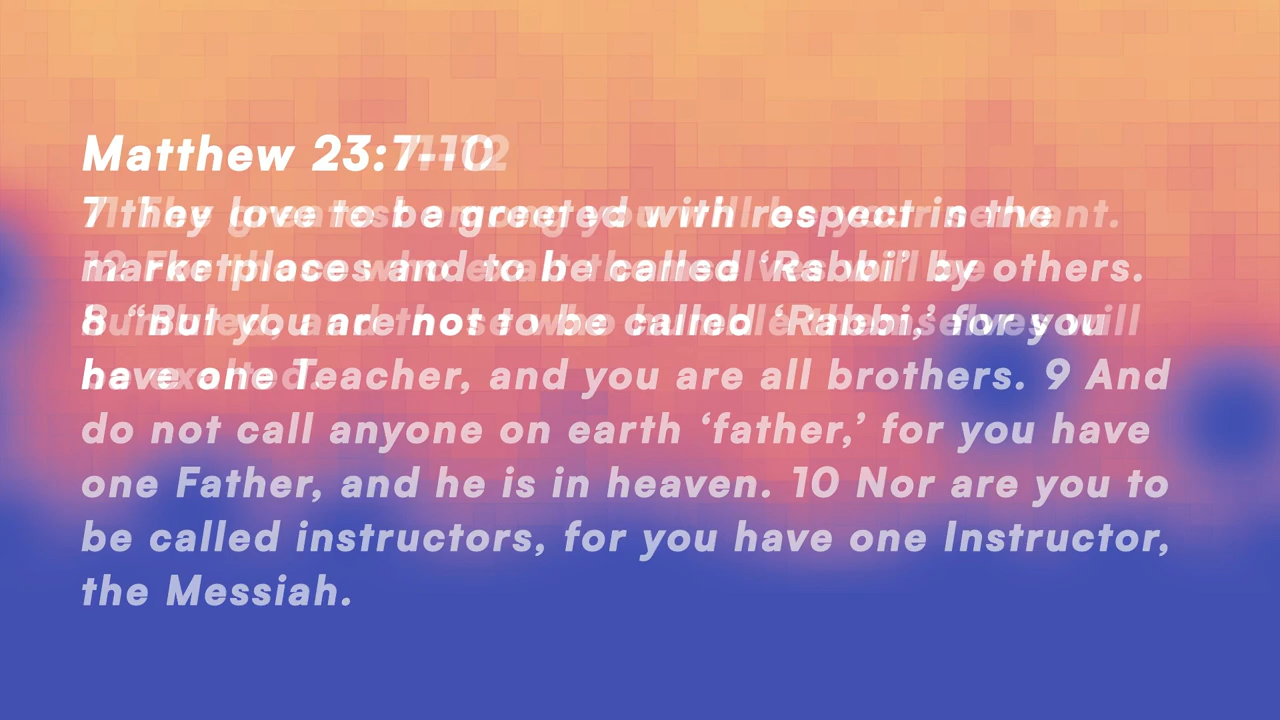 Matthew 23:7-10
7 they love to be greeted with respect in the
marketplaces and to be called ‘Rabbi’ by others.
8 “But you are not to be called ‘Rabbi,’ for you
have one Teacher, and you are all brothers. 9 And
do not call anyone on earth ‘father,’ for you have
one Father, and he is in heaven. 10 Nor are you to
be called instructors, for you have one Instructor,
the Messiah.